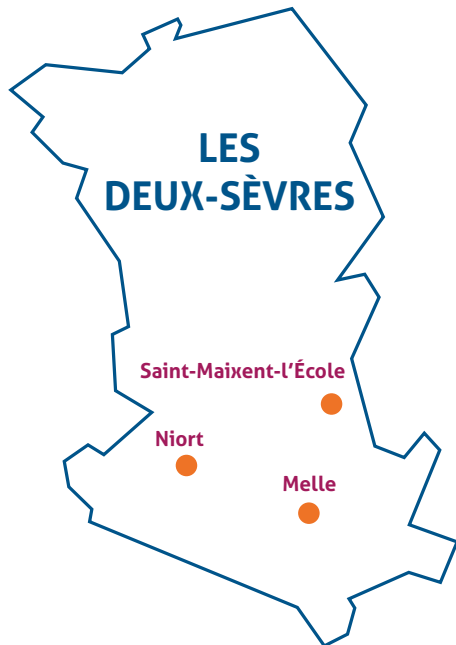 LES
DEUX-SÈVRES
Saint-Maixent-l’École
Niort
Melle